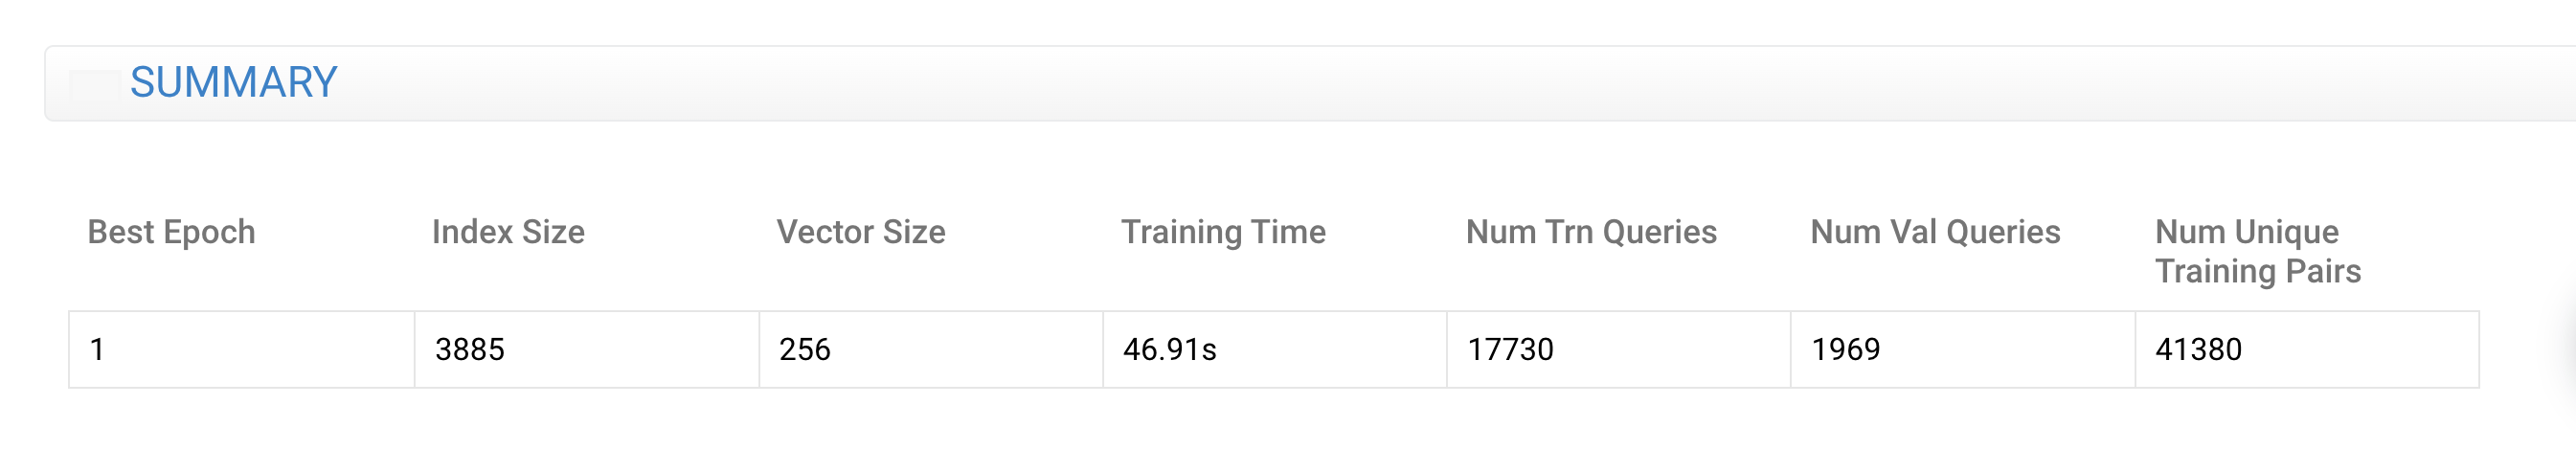 SUMMARY
Best Epoch Index Size Vector Size Training Time Num Trn Queries Num Val Queries Num Unique
Training Pairs
1 3885 256 46.91s 17730 1969 41380